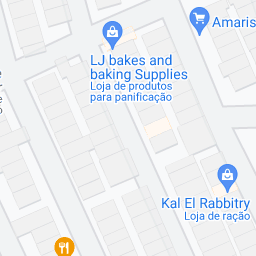 Amaris
LJ bakes and
baking Supplies
Loja de produtos
para panificação
Kal El Rabbitry
Loja de ração